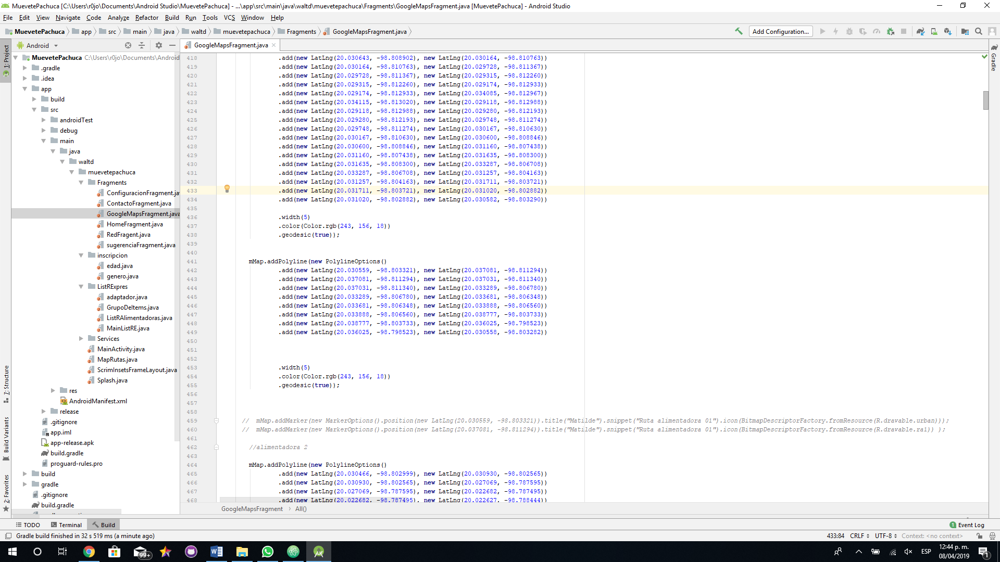 MuevetePachuca [C:\Users\r0jo\Documents\Android Studio\MuevetePachuca] - ...\app\src\main\java\waltd\muevetepachuca\Fragments\GoogleMapsFragment.java [MuevetePachuca] - Android Studio
File Edit View Navigate Code Analyze Refactor Build Run Tools VCS Window Help
MuevetePachuca app src main java waltd muevetepachuca Fragments GoogleMapsFragment.java Add Configuration...
1: Project
7: Structure
Build Variants
2: Favorites
Gradle
Android
MuevetePachuca C:\Users\r0jo\Documents\Android
.gradle
.idea
app
build
src
androidTest
debug
main
java
waltd
muevetepachuca
Fragments
ConfiguracionFragment.ja
ContactoFragment.java
GoogleMapsFragment.java
HomeFragment.java
RedFragent.java
sugerenciaFragment.java
inscripcion
edad.java
genero.java
ListRExpres
adaptador.java
GrupoDeItems.java
ListRAlimentadoras.java
MainListRE.java
Services
MainActivity.java
MapRutas.java
ScrimInsetsFrameLayout.java
Splash.java
res
AndroidManifest.xml
release
.gitignore
app.iml
app-release.apk
build.gradle
proguard-rules.pro
build
gradle
.gitignore
build.gradle
GoogleMapsFragment.java
418 .add(new LatLng(20.030643, -98.808902), new LatLng(20.030164, -98.810763))
419 .add(new LatLng(20.030164, -98.810763), new LatLng(20.029728, -98.811367))
420 .add(new LatLng(20.029728, -98.811367), new LatLng(20.029315, -98.812260))
421 .add(new LatLng(20.029315, -98.812260), new LatLng(20.029174, -98.812933))
422 .add(new LatLng(20.029174, -98.812933), new LatLng(20.034085, -98.812967))
423 .add(new LatLng(20.034115, -98.813020), new LatLng(20.029118, -98.812988))
424 .add(new LatLng(20.029118, -98.812988), new LatLng(20.029280, -98.812193))
425 .add(new LatLng(20.029280, -98.812193), new LatLng(20.029748, -98.811274))
426 .add(new LatLng(20.029748, -98.811274), new LatLng(20.030167, -98.810630))
427 .add(new LatLng(20.030167, -98.810630), new LatLng(20.030600, -98.808846))
428 .add(new LatLng(20.030600, -98.808846), new LatLng(20.031160, -98.807438))
429 .add(new LatLng(20.031160, -98.807438), new LatLng(20.031635, -98.808300))
430 .add(new LatLng(20.031635, -98.808300), new LatLng(20.033287, -98.806708))
431 .add(new LatLng(20.033287, -98.806708), new LatLng(20.031257, -98.804163))
432 .add(new LatLng(20.031257, -98.804163), new LatLng(20.031711, -98.803721))
433 .add(new LatLng(20.031711, -98.803721), new LatLng(20.031020, -98.802882))
434 .add(new LatLng(20.031020, -98.802882), new LatLng(20.030582, -98.803290))
435
436 .width(5)
437 .color(Color.rgb(243, 156, 18))
438 .geodesic(true));
439
440
441 mMap.addPolyline(new PolylineOptions()
442 .add(new LatLng(20.030559, -98.803321), new LatLng(20.037081, -98.811294))
443 .add(new LatLng(20.037081, -98.811294), new LatLng(20.037031, -98.811340))
444 .add(new LatLng(20.037031, -98.811340), new LatLng(20.033289, -98.806780))
445 .add(new LatLng(20.033289, -98.806780), new LatLng(20.033681, -98.806348))
446 .add(new LatLng(20.033681, -98.806348), new LatLng(20.033888, -98.806560))
447 .add(new LatLng(20.033888, -98.806560), new LatLng(20.038777, -98.803733))
448 .add(new LatLng(20.038777, -98.803733), new LatLng(20.036025, -98.798523))
449 .add(new LatLng(20.036025, -98.798523), new LatLng(20.030558, -98.803282))
450
451
452
453 .width(5)
454 .color(Color.rgb(243, 156, 18))
455 .geodesic(true));
456
457
458
459 // mMap.addMarker(new MarkerOptions().position(new LatLng(20.030559, -98.803321)).title("Matilde").snippet("Ruta alimentadora 01").icon(BitmapDescriptorFactory.fromResource(R.drawable.urban)));
460 // mMap.addMarker(new MarkerOptions().position(new LatLng(20.037081, -98.811294)).title("Matilde").snippet("Ruta alimentadora 01").icon(BitmapDescriptorFactory.fromResource(R.drawable.ra1)) );
461
462 //alimentadora 2
463
464 mMap.addPolyline(new PolylineOptions()
465 .add(new LatLng(20.030466, -98.802999), new LatLng(20.030930, -98.802565))
466 .add(new LatLng(20.030930, -98.802565), new LatLng(20.027069, -98.787595))
467 .add(new LatLng(20.027069, -98.787595), new LatLng(20.022682, -98.787495))
468 .add(new LatLng(20.022682, -98.787495), new LatLng(20.022627, -98.788444))
GoogleMapsFragment All()
TODO Terminal Build 1 Event Log
Gradle build finished in 32 s 519 ms (a minute ago) 433:84 CRLF UTF-8 Context: <no context>
99+ ESP 12:44 p. m. 1
08/04/2019